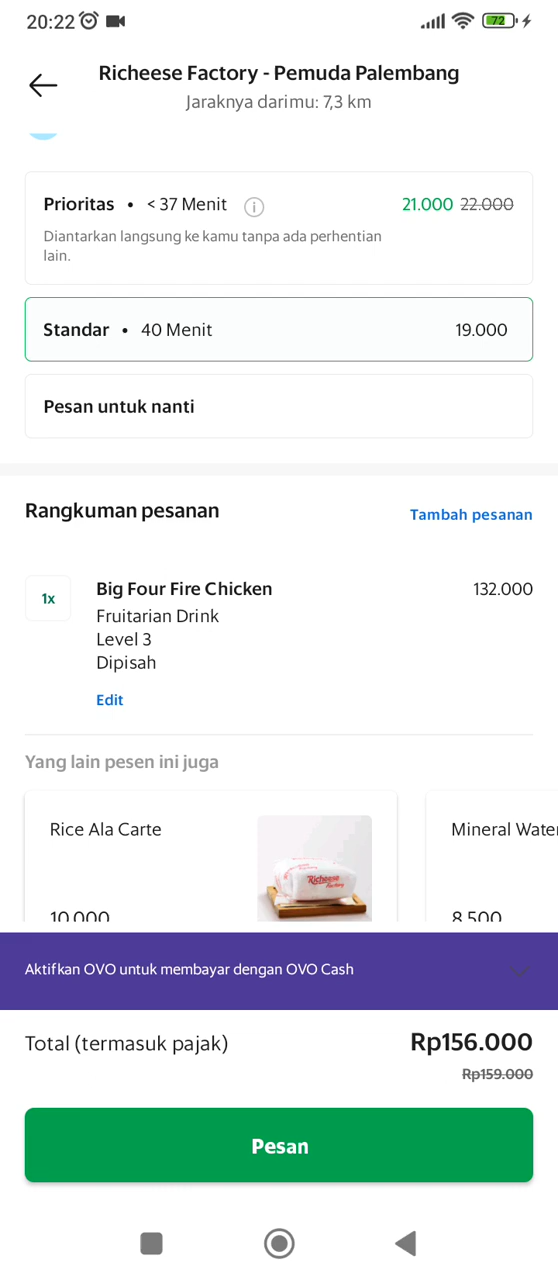 20:22
72
Richeese Factory - Pemuda Palembang
Jaraknya darimu: 7,3 km
Prioritas • < 37 Menit 21.000 22.000
Diantarkan langsung ke kamu tanpa ada perhentian
lain.
Standar • 40 Menit 19.000
Pesan untuk nanti
Rangkuman pesanan Tambah pesanan
1x Big Four Fire Chicken 132.000
Fruitarian Drink
Level 3
Dipisah
Edit
Yang lain pesen ini juga
Rice Ala Carte Mineral Water
Richeese
Factory
10.000 8.500
Aktifkan OVO untuk membayar dengan OVO Cash
Total (termasuk pajak) Rp156.000
Rp159.000
Pesan